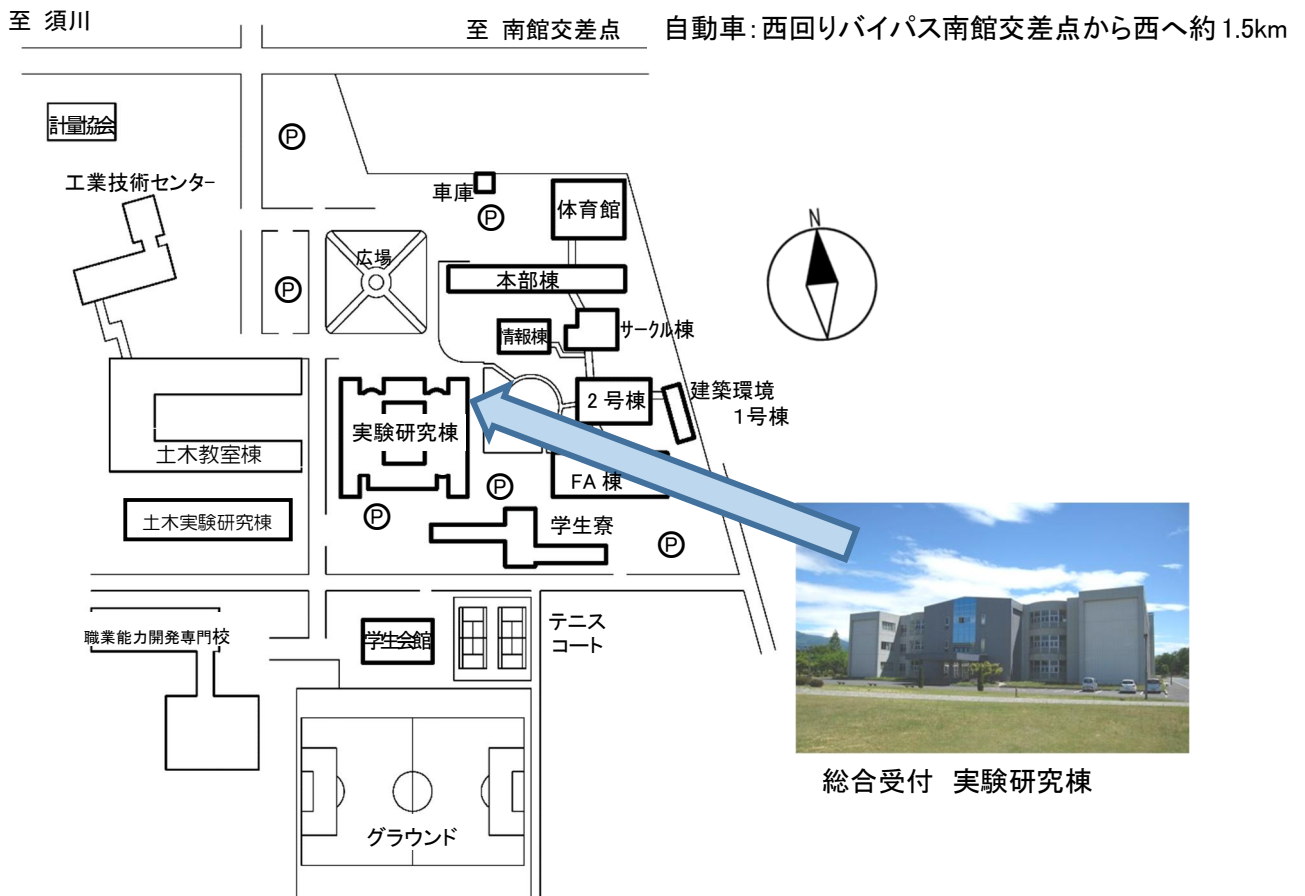 至 須川
至 南館交差点
自動車：西回りバイパス南館交差点から西へ約1.5km
計量協会
P
工業技術センター
車庫
P
体育館
N
広場
本部棟
P
情報棟
サークル棟
2号棟
建築環境
1号棟
実験研究棟
土木教室棟
FA棟
P
土木実験研究棟
P
学生寮
P
職業能力開発専門校
学生会館
テニス
コート
総合受付 実験研究棟
グラウンド